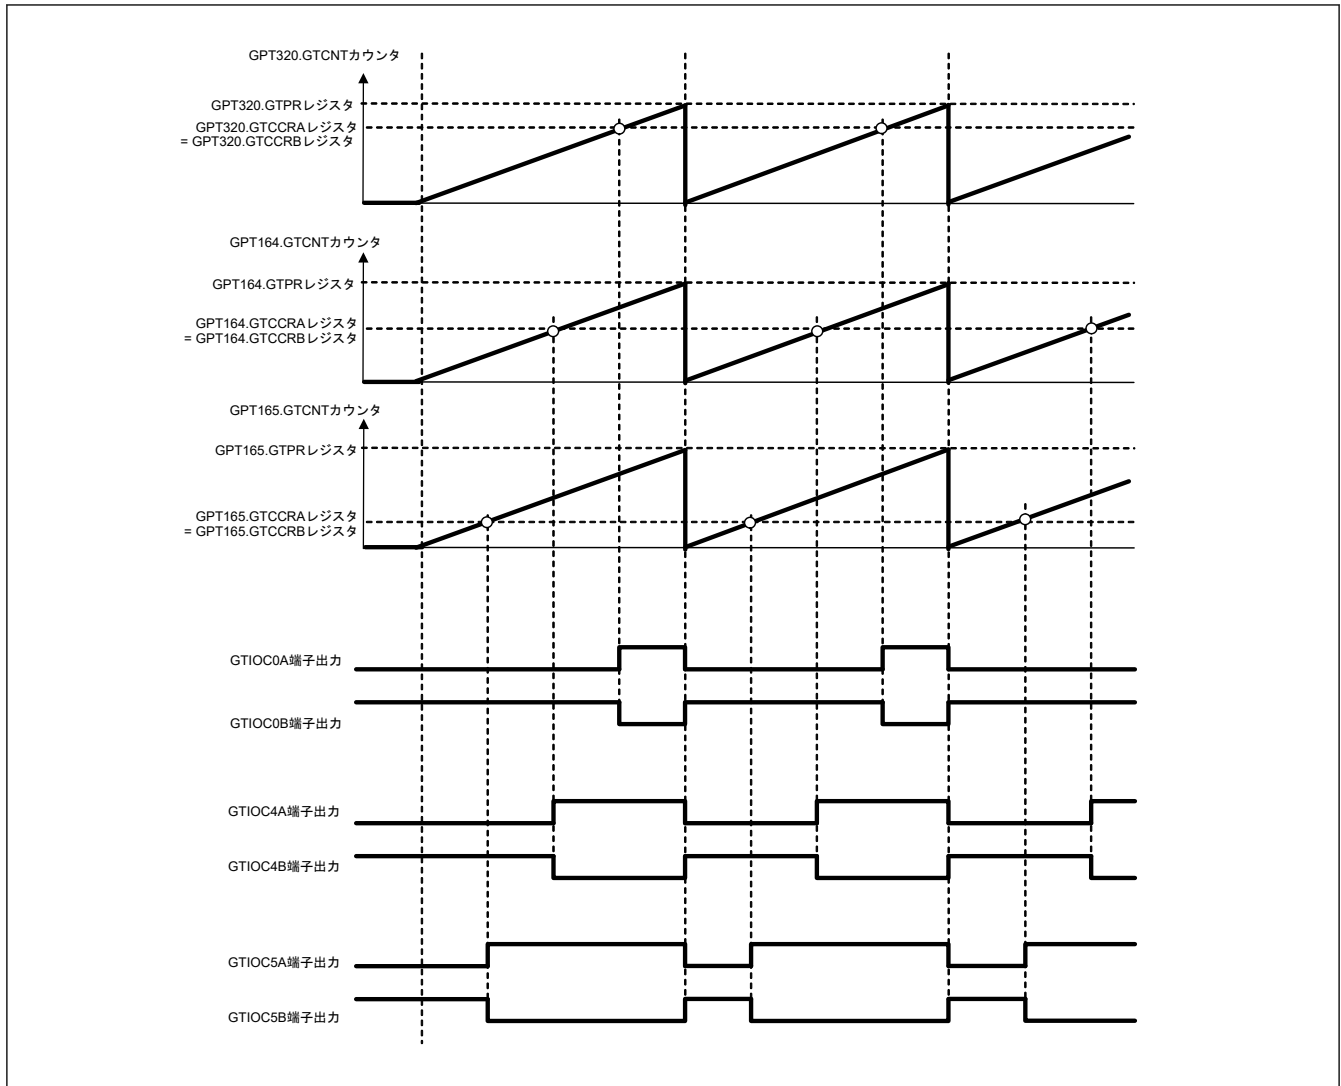 GPT320.GTCNTカウンタ
GPT320.GTPRレジスタ
GPT320.GTCCRAレジスタ
= GPT320.GTCCRBレジスタ
GPT164.GTCNTカウンタ
GPT164.GTPRレジスタ
GPT164.GTCCRAレジスタ
= GPT164.GTCCRBレジスタ
GPT165.GTCNTカウンタ
GPT165.GTPRレジスタ
GPT165.GTCCRAレジスタ
= GPT165.GTCCRBレジスタ
GTIOC0A端子出力
GTIOC0B端子出力
GTIOC4A端子出力
GTIOC4B端子出力
GTIOC5A端子出力
GTIOC5B端子出力